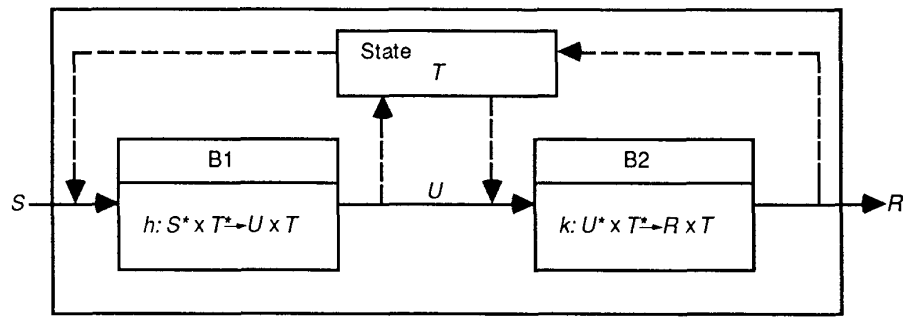 State
T
B1
B2
S
U
R
h: S* x T*→U x T
k: U* x T*→R x T